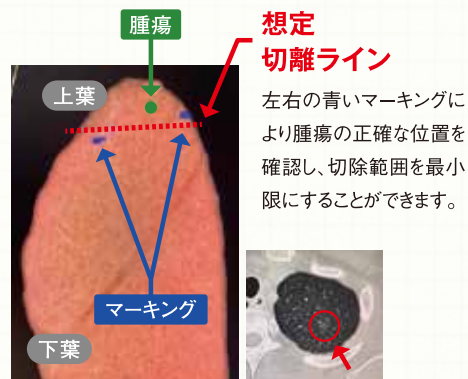 腫瘍
想定
切離ライン
上葉
左右の青いマーキングに
より腫瘍の正確な位置を
確認し、切除範囲を最小
限にすることができます。
マーキング
下葉